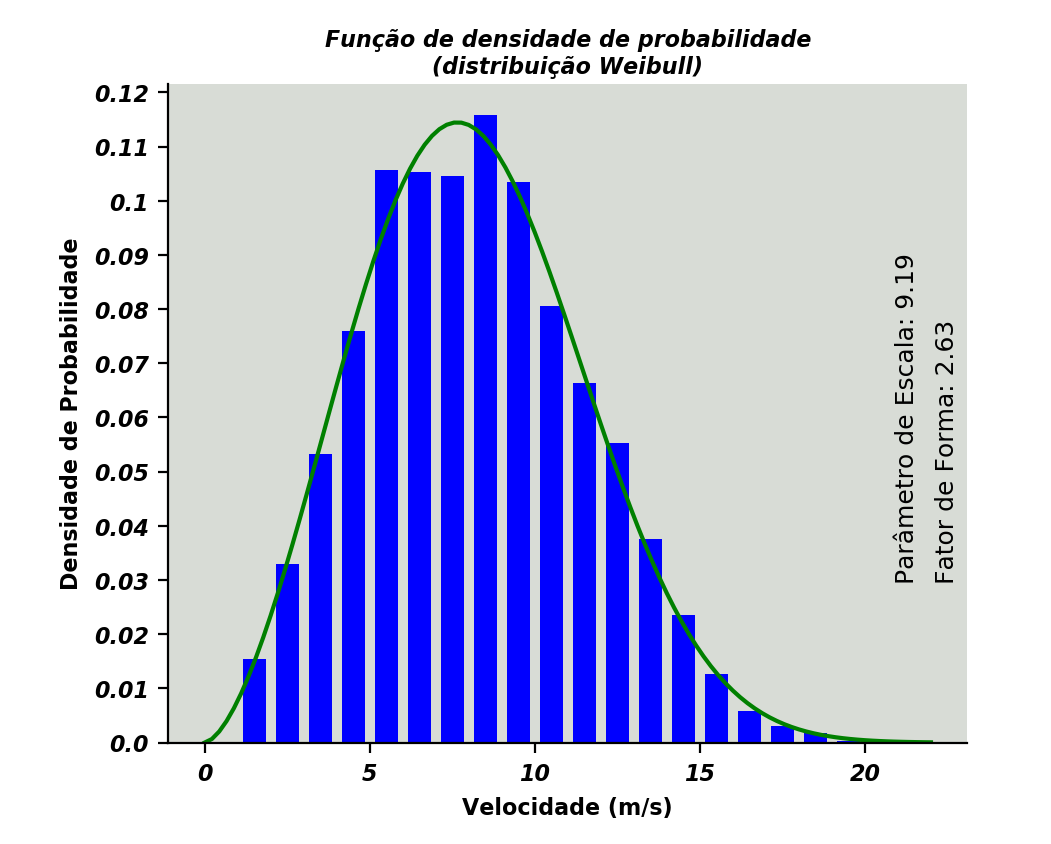 Função de densidade de probabilidade
(distribuição Weibull)
0.12
0.11
0.1
0.09
0.08
0.07
0.06
0.05
0.04
0.03
0.02
0.01
0.0
Densidade de Probabilidade
Parâmetro de Escala: 9.19
Fator de Forma: 2.63
0 5 10 15 20
Velocidade (m/s)